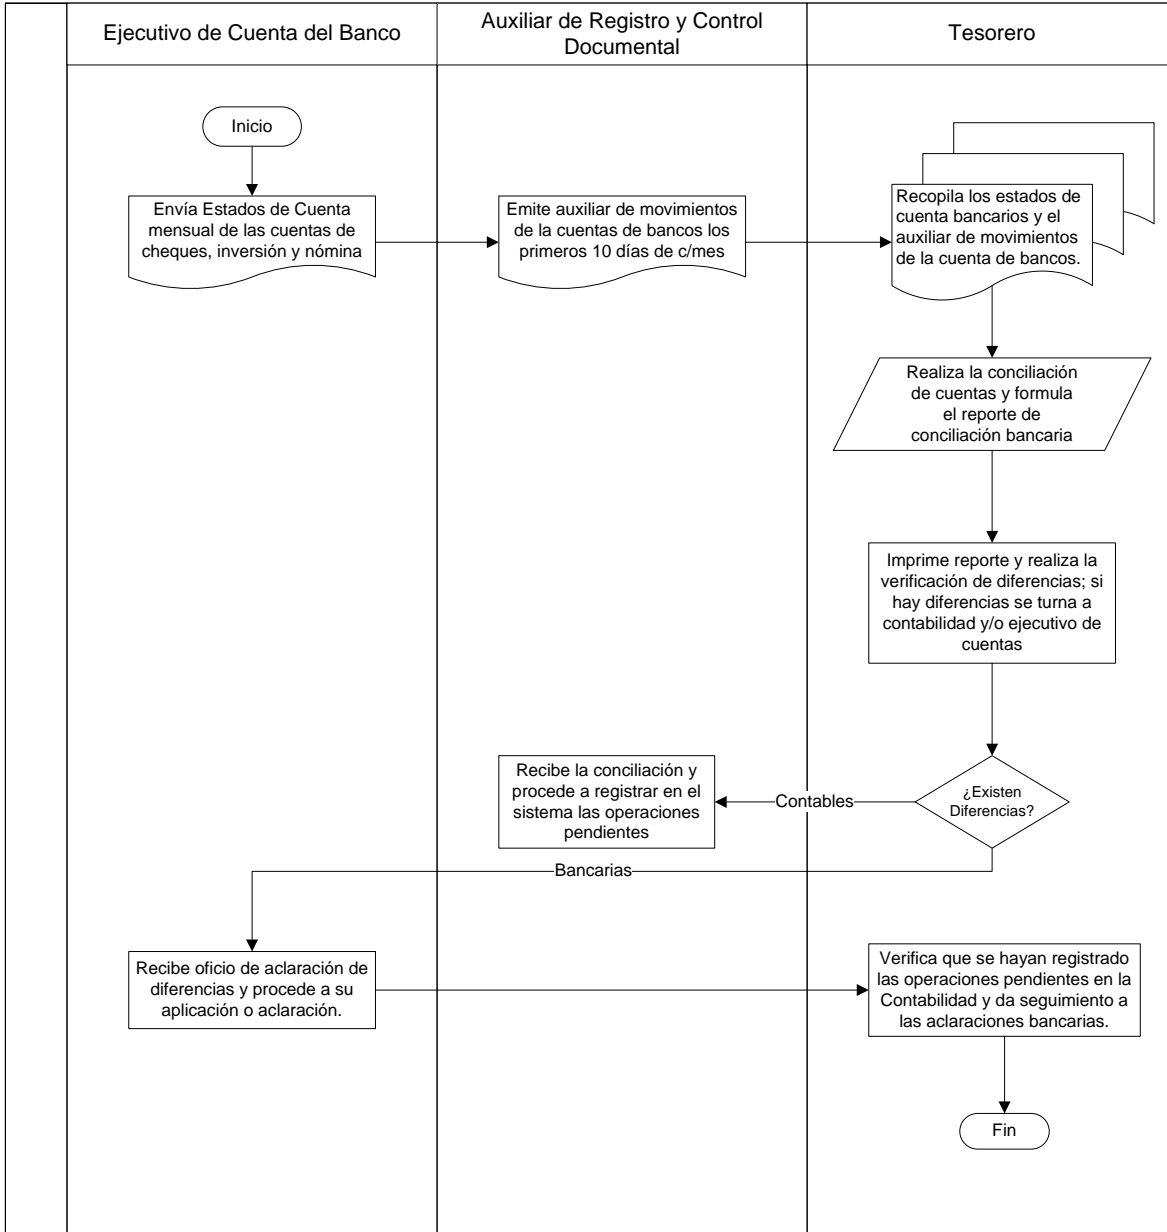 Ejecutivo de Cuenta del Banco
Auxiliar de Registro y Control
Documental
Tesorero
Inicio
Envía Estados de Cuenta
mensual de las cuentas de
cheques, inversión y nómina
Emite auxiliar de movimientos
de la cuentas de bancos los
primeros 10 días de c/mes
Recopila los estados de
cuenta bancarios y el
auxiliar de movimientos
de la cuenta de bancos.
Realiza la conciliación
de cuentas y formula
el reporte de
conciliación bancaria
Imprime reporte y realiza la
verificación de diferencias; si
hay diferencias se turna a
contabilidad y/o ejecutivo de
cuentas
¿Existen
Diferencias?
Contables
Recibe la conciliación y
procede a registrar en el
sistema las operaciones
pendientes
Bancarias
Recibe oficio de aclaración de
diferencias y procede a su
aplicación o aclaración.
Verifica que se hayan registrado
las operaciones pendientes en la
Contabilidad y da seguimiento a
las aclaraciones bancarias.
Fin